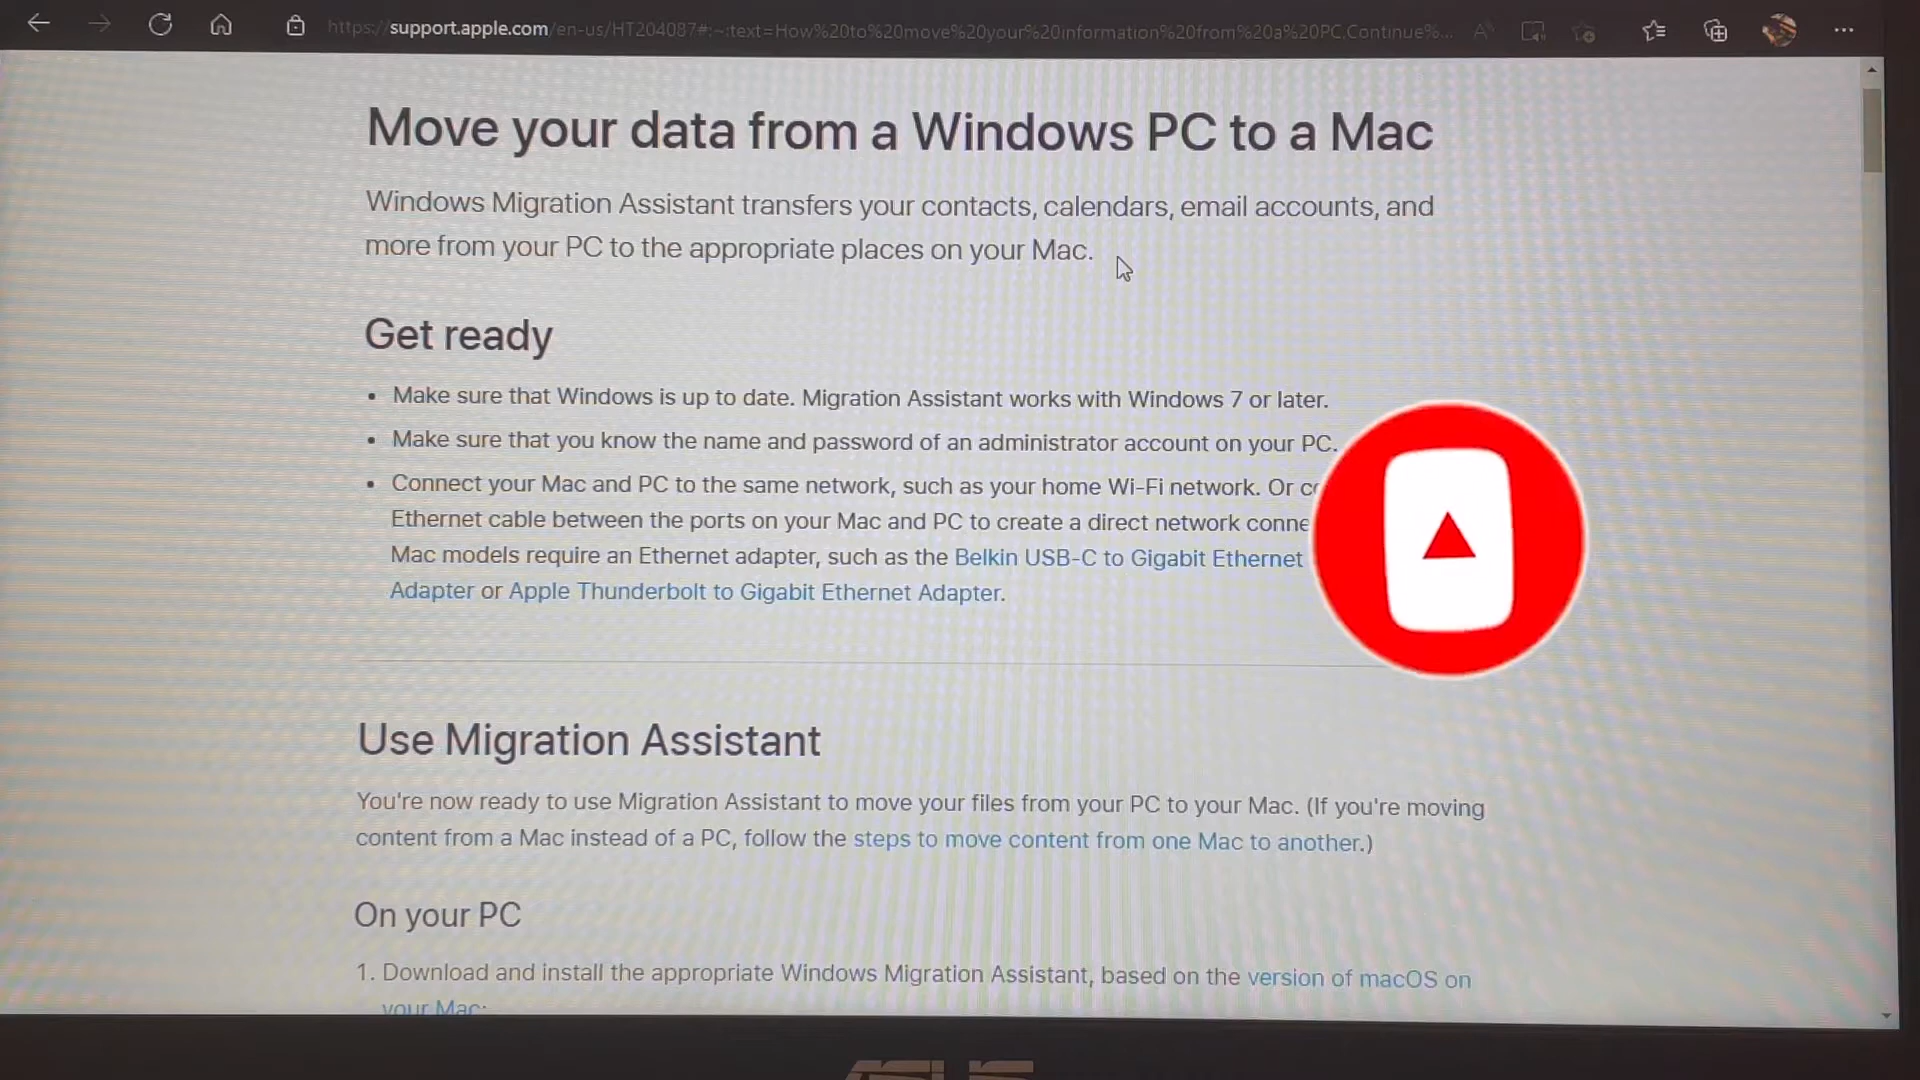 https://support.apple.com/en-us/HT204087#:~:text=How%20to%20move%20your%20information%20from%20a%20PC,Continue%...
Move your data from a Windows PC to a Mac
Windows Migration Assistant transfers your contacts, calendars, email accounts, and
more from your PC to the appropriate places on your Mac.
Get ready
• Make sure that Windows is up to date. Migration Assistant works with Windows 7 or later.
• Make sure that you know the name and password of an administrator account on your PC.
• Connect your Mac and PC to the same network, such as your home Wi-Fi network. Or
Ethernet cable between the ports on your Mac and PC to create a direct network
Mac models require an Ethernet adapter, such as the Belkin USB-C to Gigabit Ethernet
Adapter or Apple Thunderbolt to Gigabit Ethernet Adapter.
Use Migration Assistant
You're now ready to use Migration Assistant to move your files from your PC to your Mac. (If you're moving
content from a Mac instead of a PC, follow the steps to move content from one Mac to another.)
On your PC
1. Download and install the appropriate Windows Migration Assistant, based on the version of macOS on
your Mac: